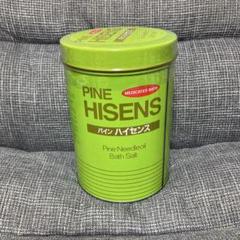 MEDICATED BATH
PINE
HISENS
パイン ハイセンス
Pine Needleoil
Bath Salt